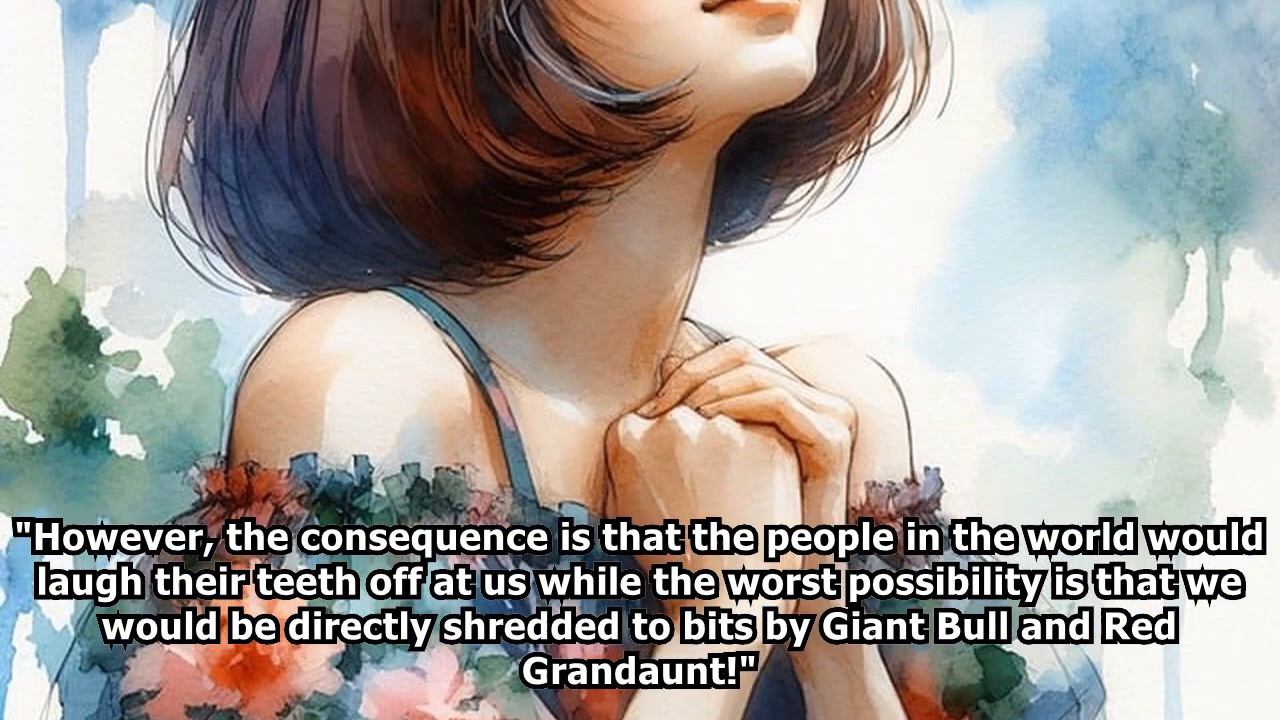 "However, the consequence is that the people in the world would
laugh their teeth off at us while the worst possibility is that we
would be directly shredded to bits by Giant Bull and Red
Grandaunt!"